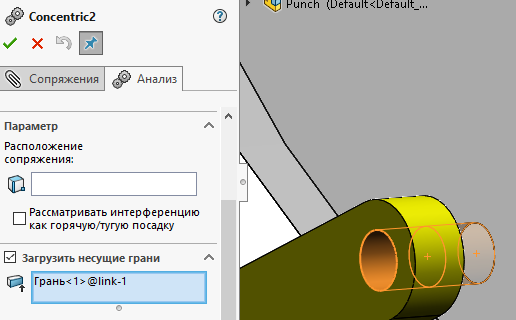 Concentric2
Punch (Default<Default_...
Сопряжения
Анализ
Параметр
Расположение
сопряжения:
Рассматривать интерференцию
как горячую/тугую посадку
Загрузить несущие грани
Грань<1>@link-1